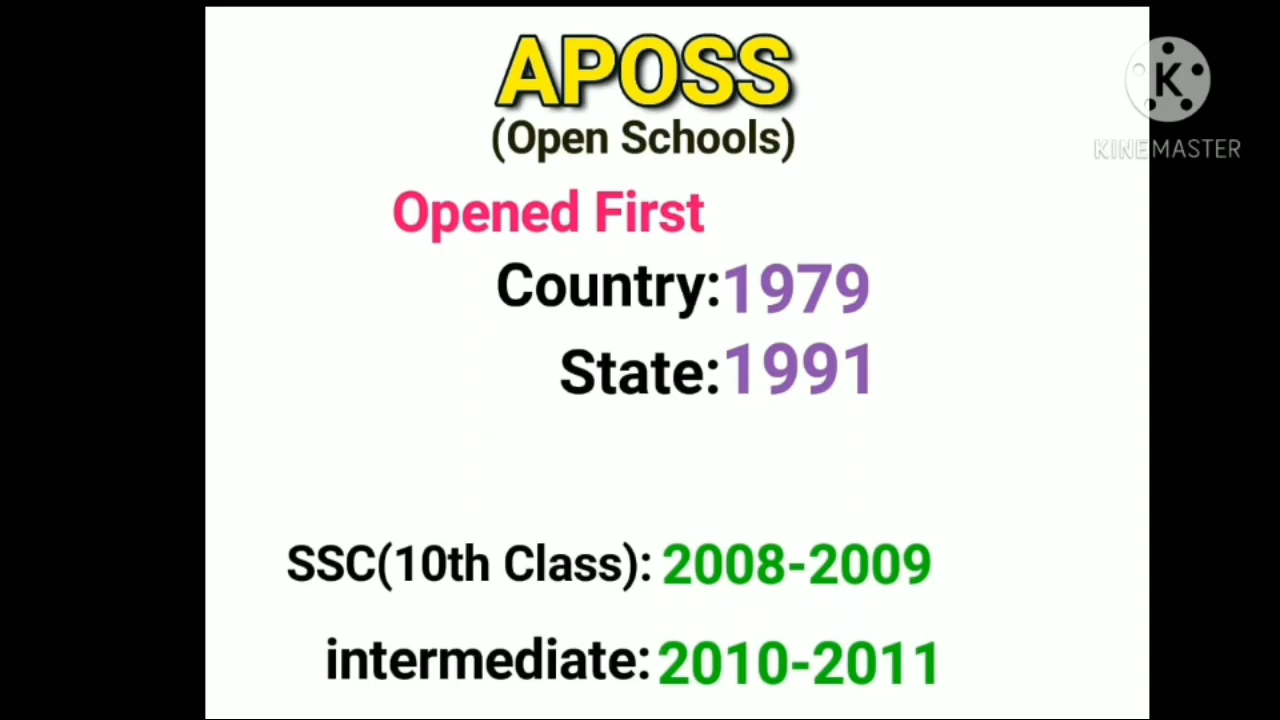 APOSS
(Open Schools)
Opened First
Country:1979
State:1991
SSC(10th Class): 2008-2009
intermediate:2010-2011
K
KINEMASTER